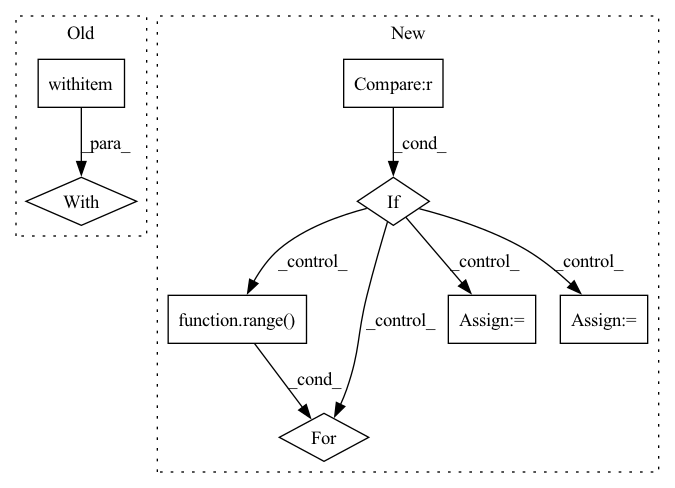 Old
New
withitem
Compare:r
_para_
_cond_
With
If
_control_
_control_
_control_
_control_
function.range()
Assign:=
Assign:=
_cond_
For